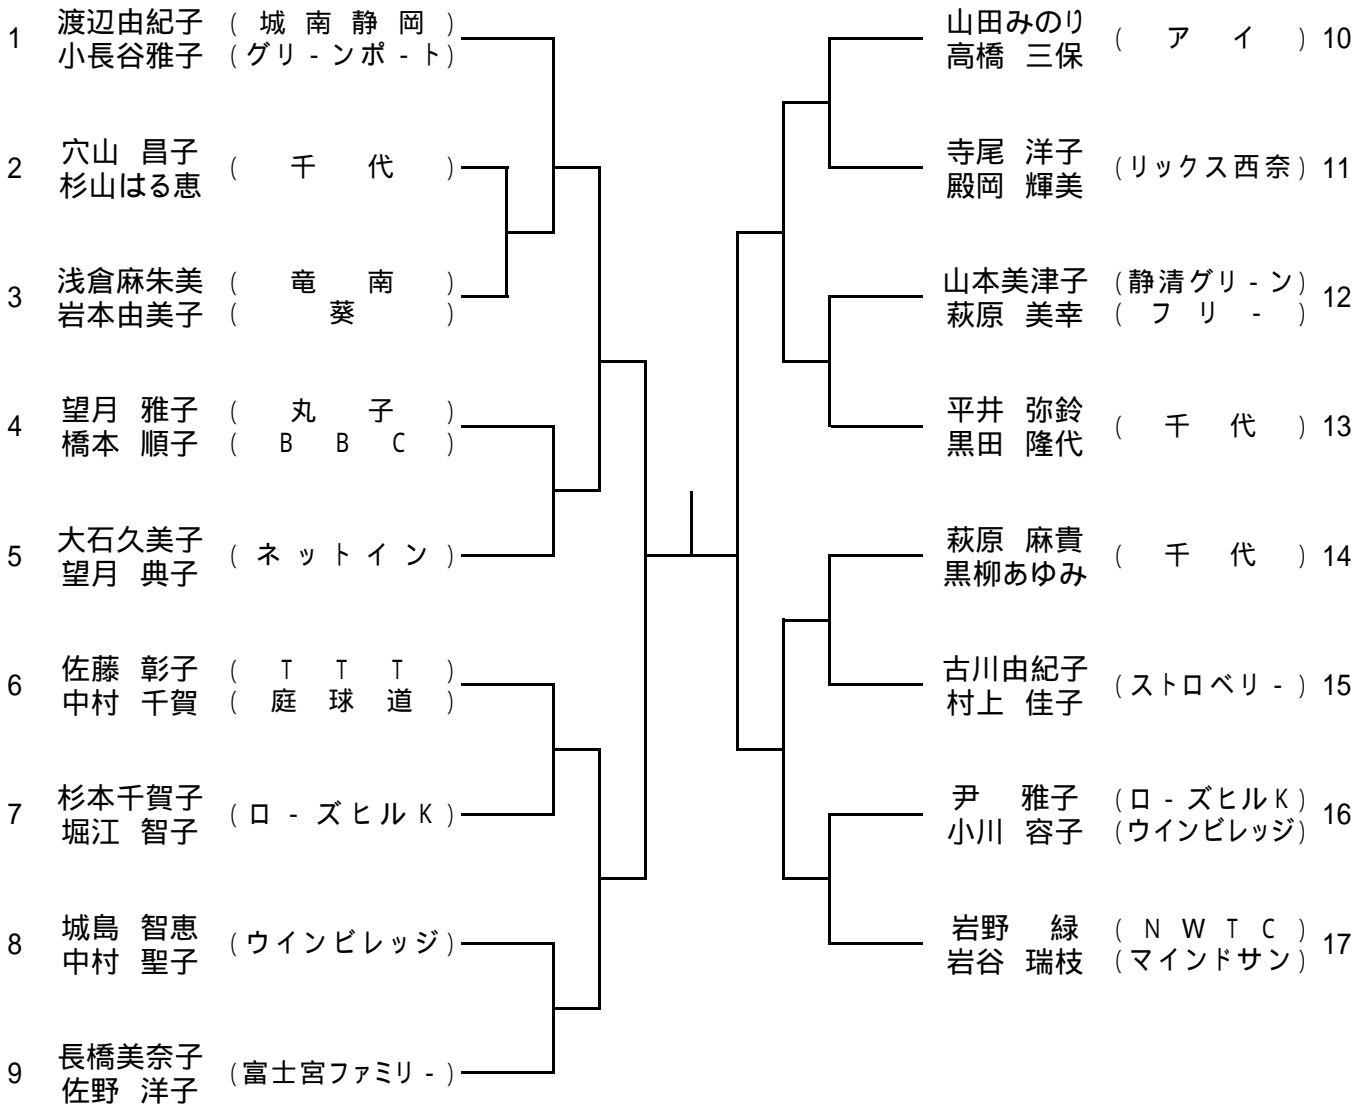 1 渡辺由紀子 (城南静岡)
小長谷雅子 (グリ-ンポ-ト)
2 穴山 昌子 (千代)
杉山はる恵
3 浅倉麻朱美 (竜南)
岩本由美子 (葵)
4 望月 雅子 (丸子)
橋本 順子 (BBC)
5 大石久美子 (ネットイン)
望月 典子
6 佐藤 彰子 (TTT)
中村 千賀 (庭球道)
7 杉本千賀子 (ロ-ズヒルK)
堀江 智子
8 城島 智恵 (ウインビレッジ)
中村 聖子
9 長橋美奈子 (富士宮ファミリ-)
佐野 洋子
山田みのり (アイ) 10
高橋 三保
寺尾 洋子 (リックス西奈) 11
殿岡 輝美
山本美津子 (静清グリ-ン) 12
萩原 美幸 (フリ-)
平井 弥鈴 (千代) 13
黒田 隆代
萩原 麻貴 (千代) 14
黒柳あゆみ
古川由紀子 (ストロベリ-) 15
村上 佳子
尹 雅子 (ロ-ズヒルK) 16
小川 容子 (ウインビレッジ)
岩野 緑 (NWTC) 17
岩谷 瑞枝 (マインドサン)